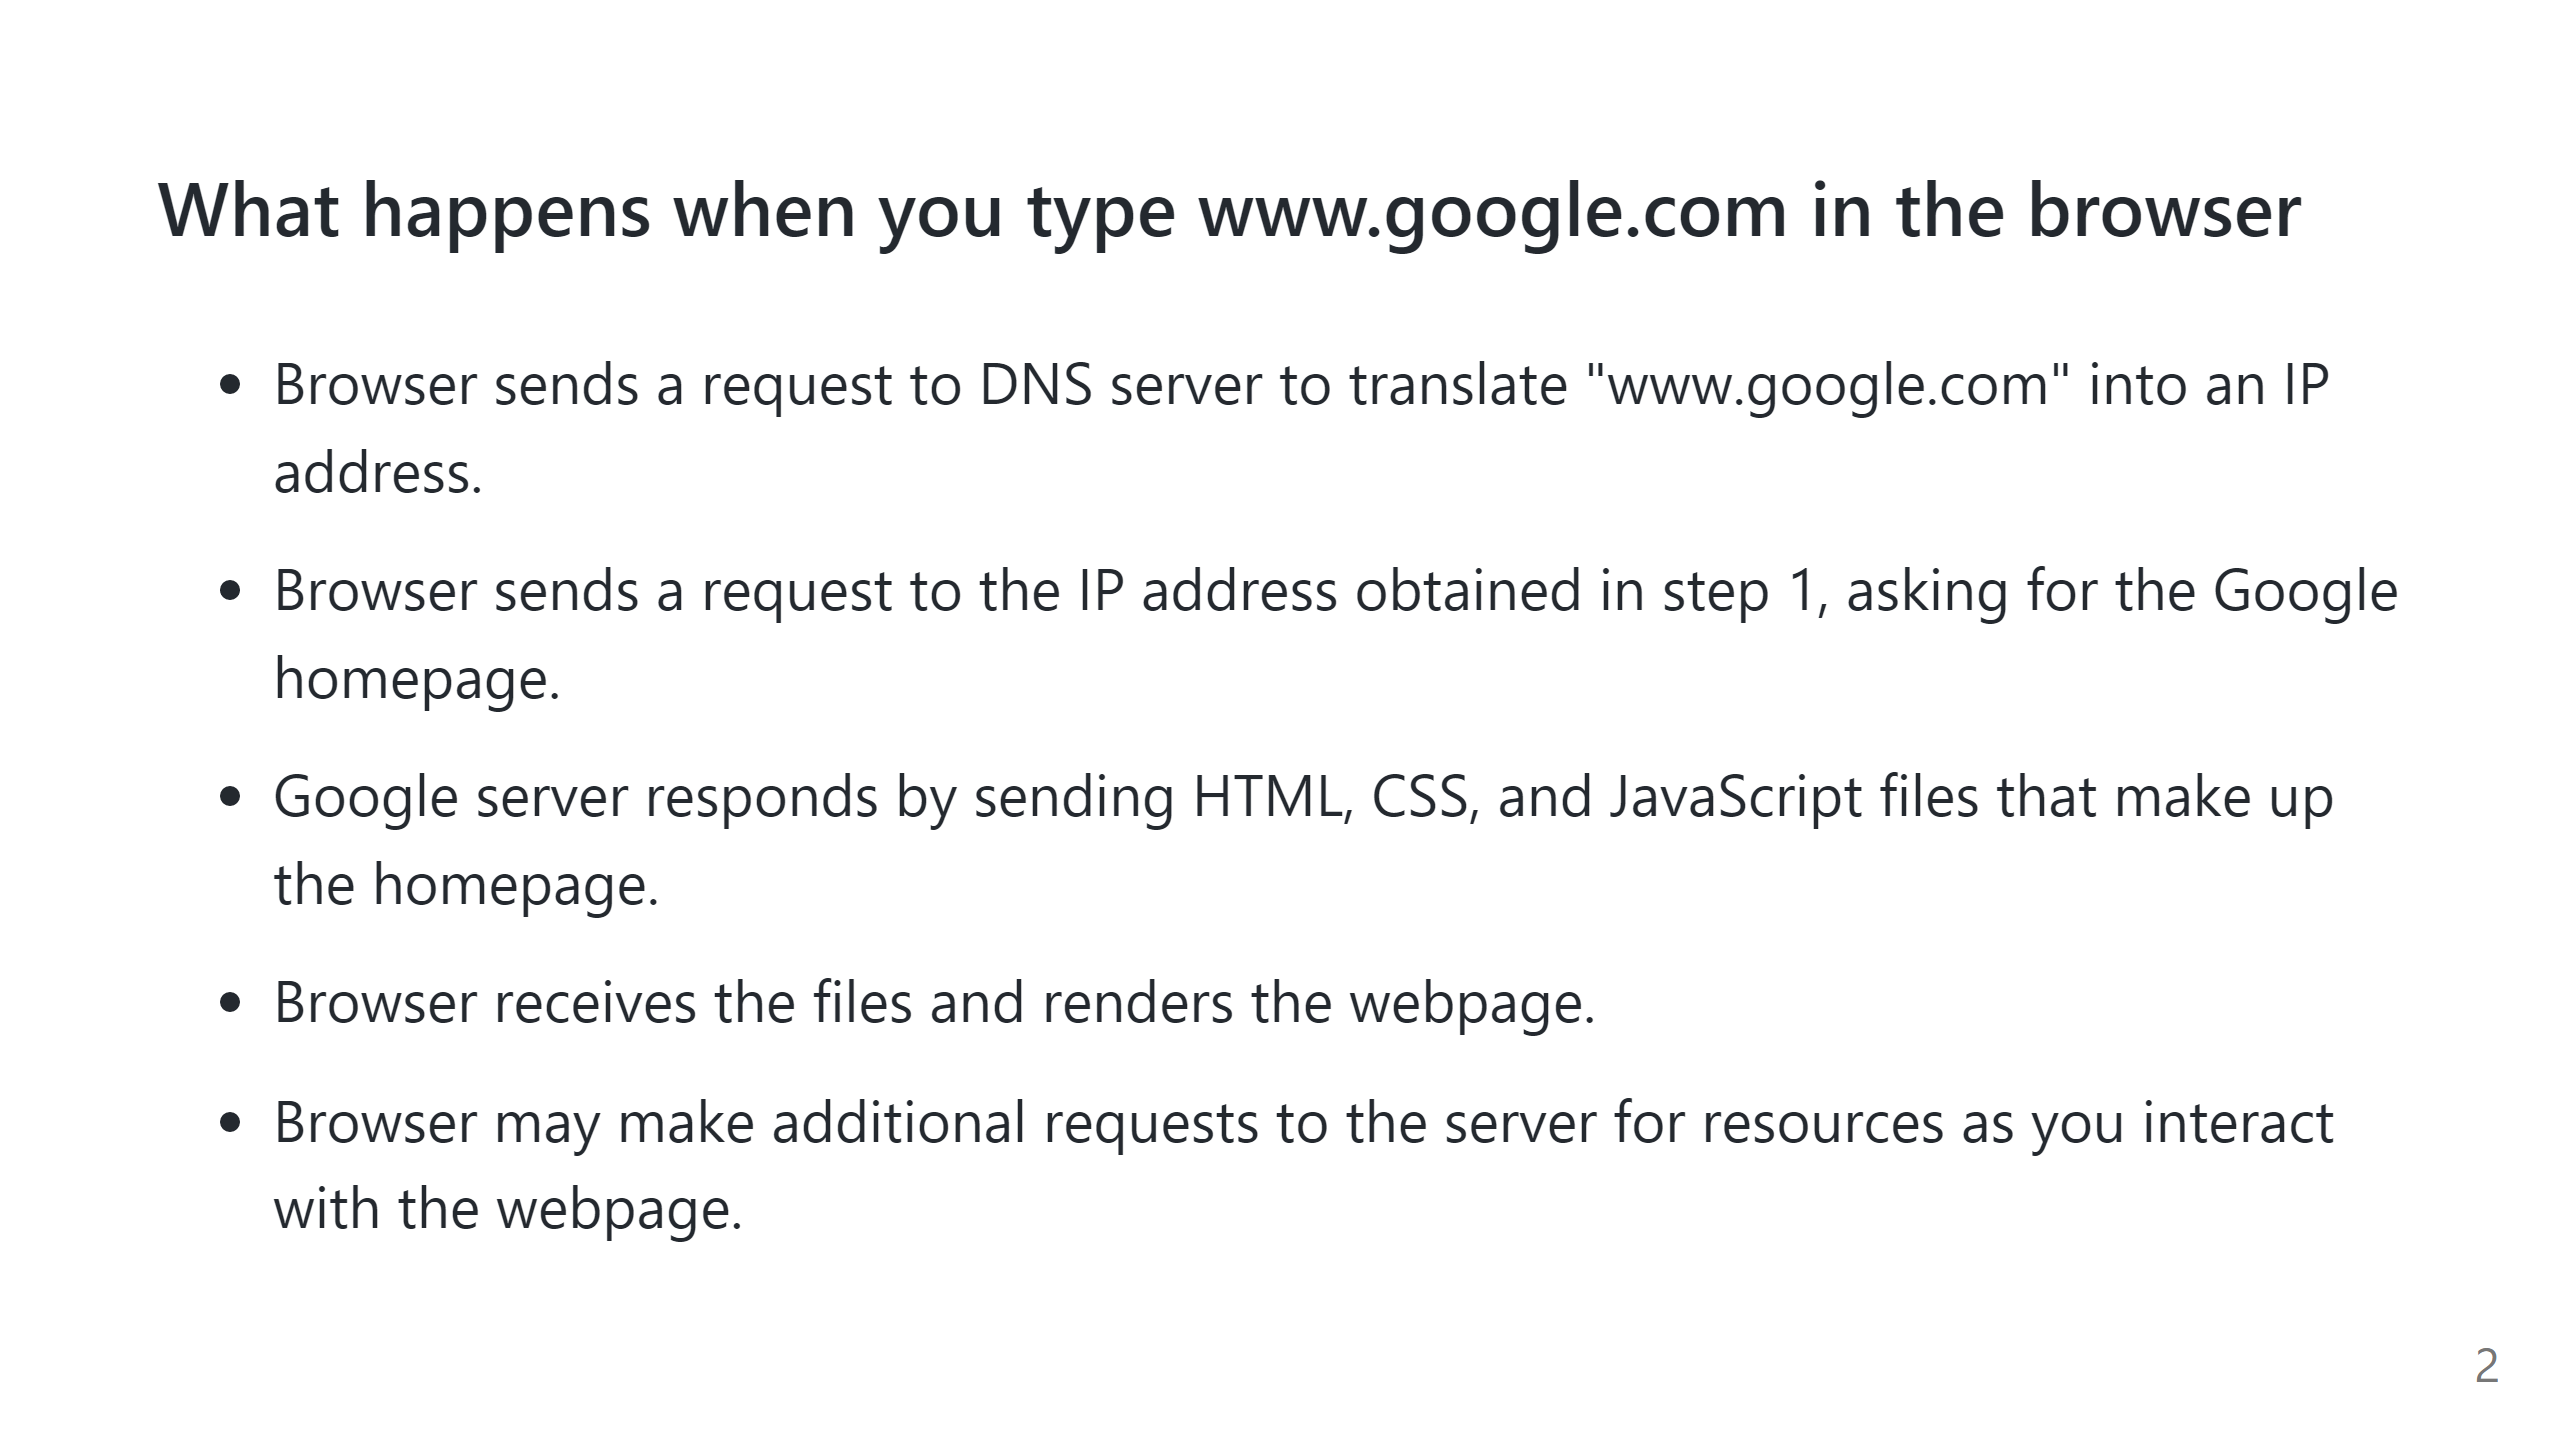 What happens when you type www.google.com in the browser
• Browser sends a request to DNS server to translate "www.google.com" into an IP
address.
• Browser sends a request to the IP address obtained in step 1, asking for the Google
homepage.
• Google server responds by sending HTML, CSS, and JavaScript files that make up
the homepage.
• Browser receives the files and renders the webpage.
• Browser may make additional requests to the server for resources as you interact
with the webpage.
2